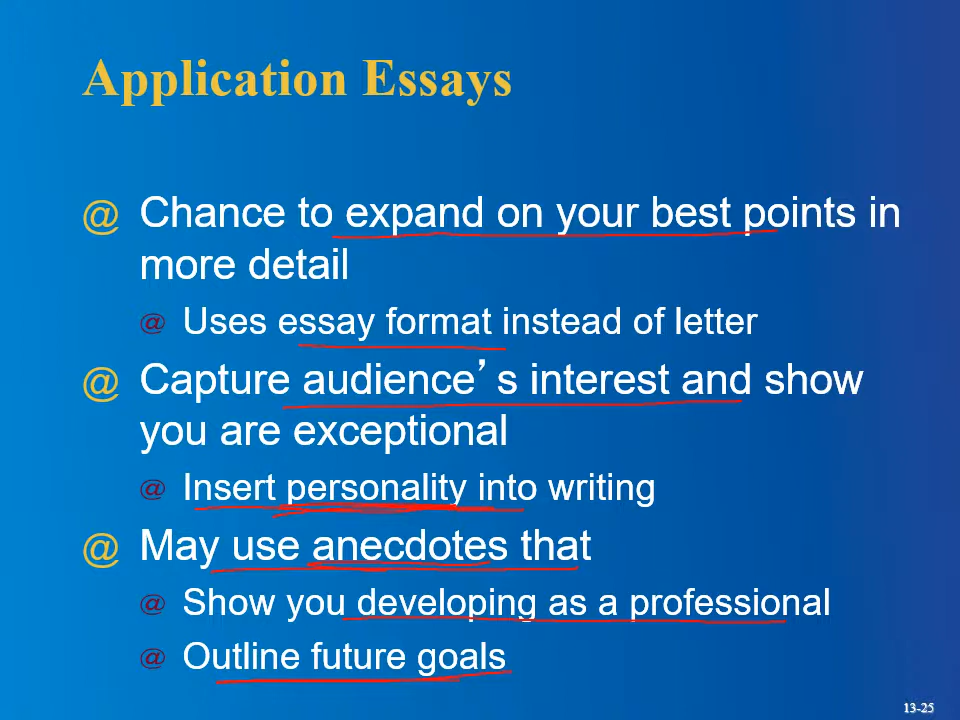 Application Essays
@ Chance to expand on your best points in
more detail
@ Uses essay format instead of letter
@ Capture audience’s interest and show
you are exceptional
@ Insert personality into writing
@ May use anecdotes that
@ Show you developing as a professional
@ Outline future goals
13-25